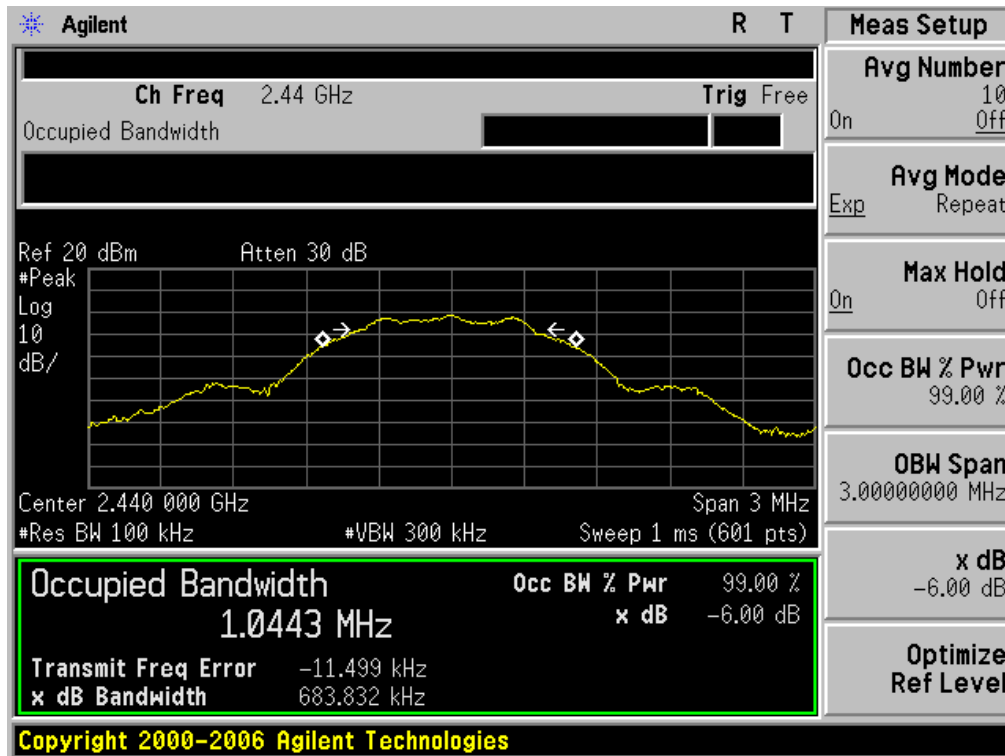 Agilent R T
Ch Freq 2.44 GHz Trig Free
Occupied Bandwidth
Ref 20 dBm Atten 30 dB
#Peak
Log
10
dB/
Center 2.440 000 GHz Span 3 MHz
#Res BW 100 kHz #VBW 300 kHz Sweep 1 ms (601 pts)
Occupied Bandwidth
1.0443 MHz
Occ BW % Pwr 99.00 %
x dB -6.00 dB
Transmit Freq Error -11.499 kHz
x dB Bandwidth 683.832 kHz
Copyright 2000-2006 Agilent Technologies
Meas Setup
Avg Number
10
On Off
Avg Mode
Exp Repeat
Max Hold
On Off
Occ BW % Pwr
99.00 %
OBW Span
3.00000000 MHz
x dB
-6.00 dB
Optimize
Ref Level